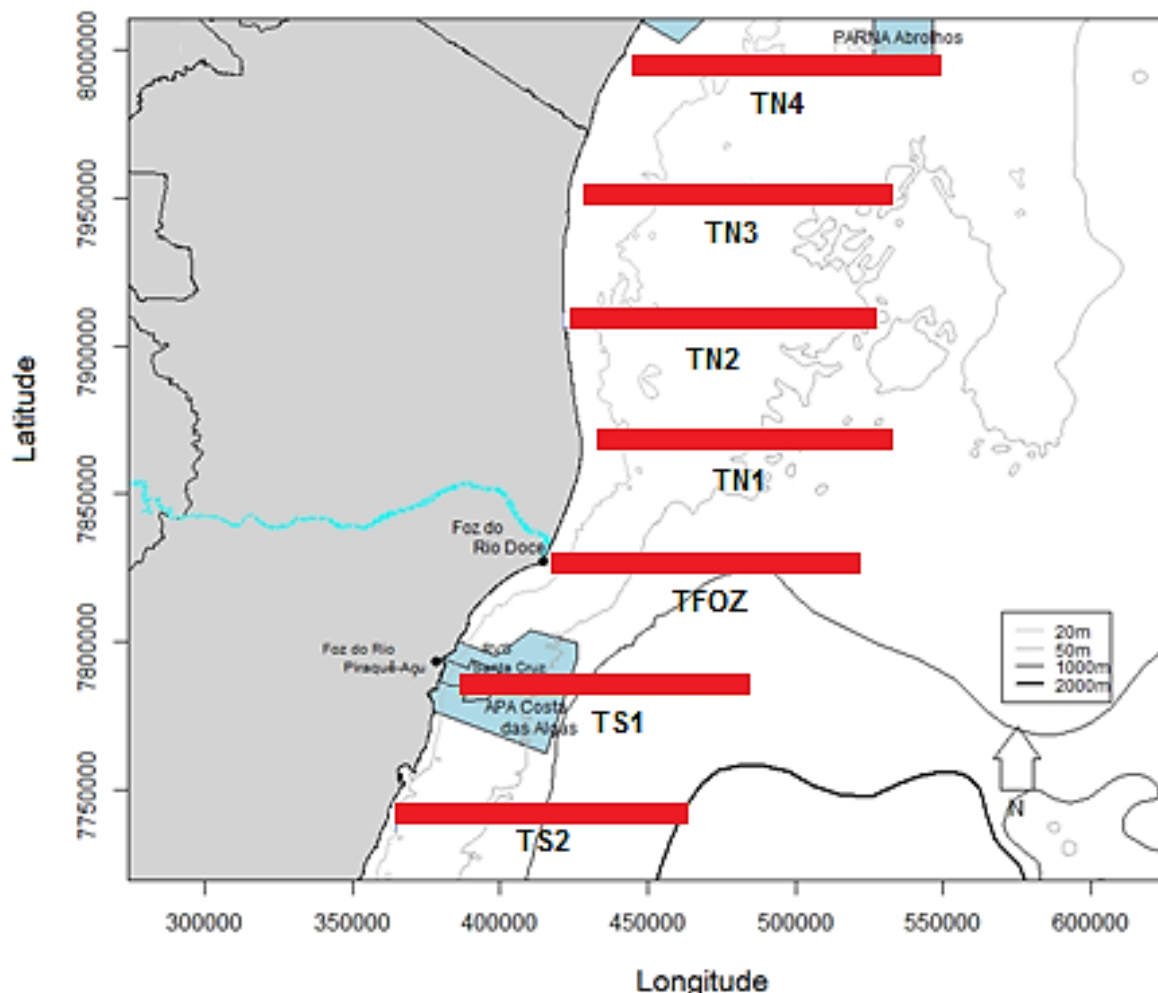 PARNA Abrolhos
TN4
TN3
TN2
TN1
Foz do
Rio Doce
TFOZ
Foz do Rio
Piraquê-Açu
RVS
Santa Cruz
APA Costa
das Algas
TS1
TS2
20m
50m
1000m
2000m
N
Latitude
8000000
7950000
7900000
7850000
7800000
7750000
300000
350000
400000
450000
500000
550000
600000
Longitude